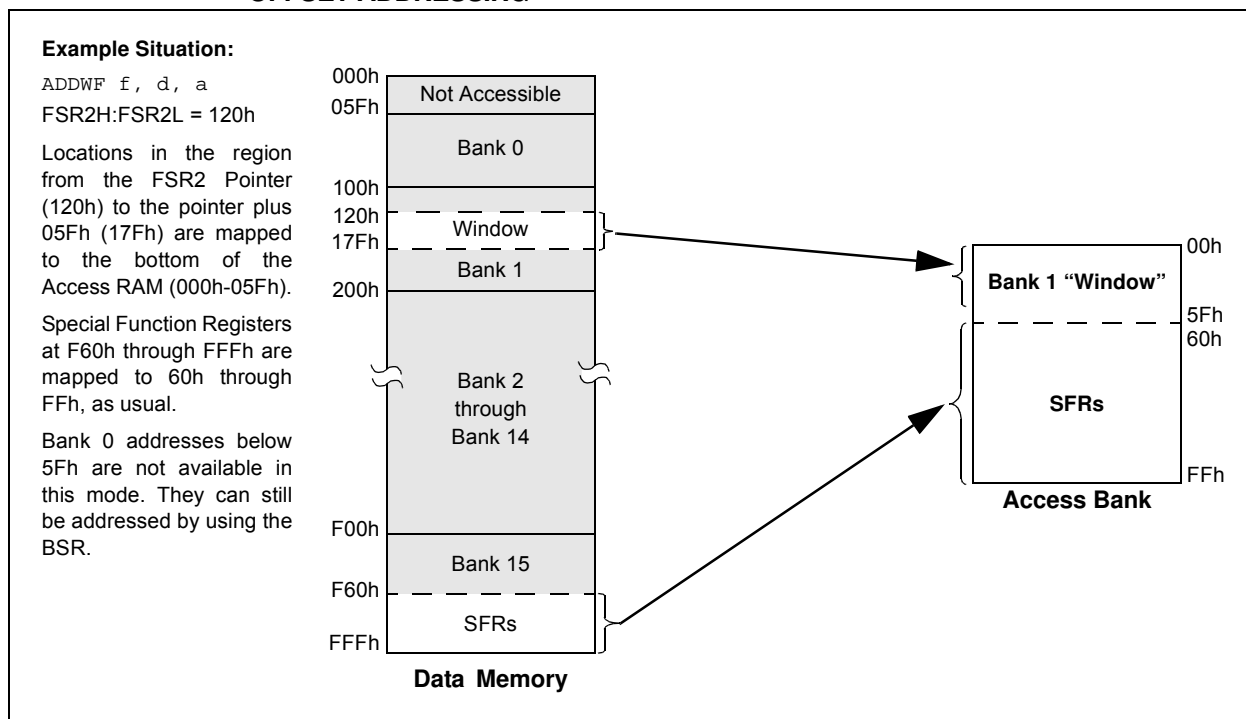 Example Situation:
ADDWF f, d, a
FSR2H:FSR2L = 120h
Locations in the region
from the FSR2 Pointer
(120h) to the pointer plus
05Fh (17Fh) are mapped
to the bottom of the
Access RAM (000h-05Fh).
Special Function Registers
at F60h through FFFh are
mapped to 60h through
FFh, as usual.
Bank 0 addresses below
5Fh are not available in
this mode. They can still
be addressed by using the
BSR.
000h
Not Accessible
05Fh
Bank 0
100h
120h
Window
17Fh
Bank 1
200h
Bank 2
through
Bank 14
F00h
Bank 15
F60h
SFRs
FFFh
Data Memory
00h
Bank 1 “Window”
5Fh
60h
SFRs
FFh
Access Bank